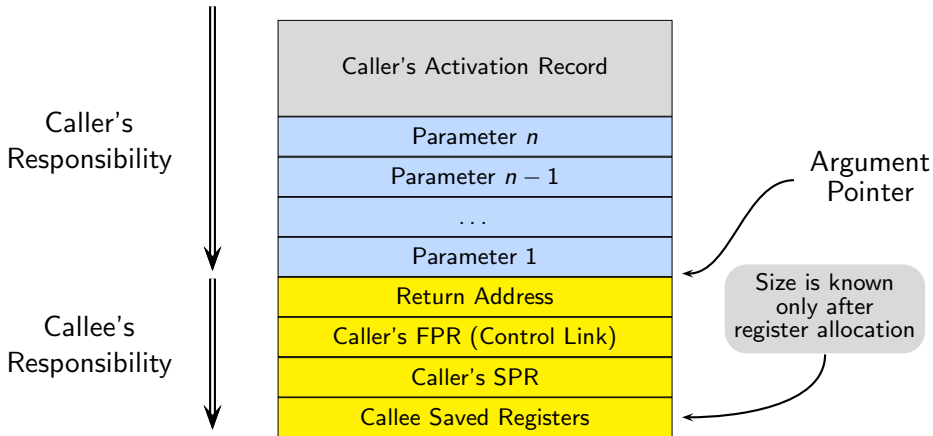 Caller's Activation Record
Caller's
Responsibility
Parameter n
Parameter n − 1
. . .
Parameter 1
Argument
Pointer
Return Address
Caller's FPR (Control Link)
Caller's SPR
Callee Saved Registers
Callee's
Responsibility
Size is known
only after
register allocation